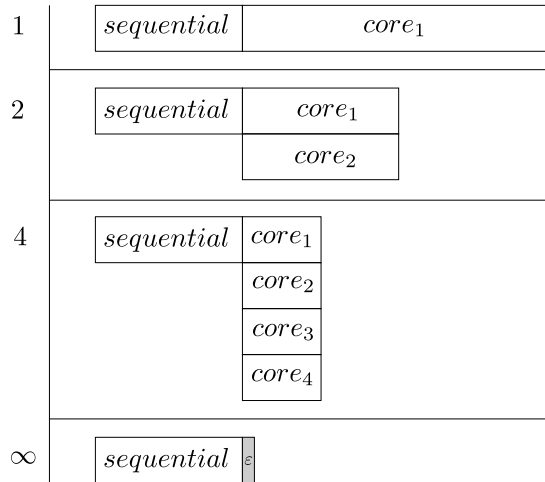 1 sequential core₁
2 sequential core₁
core₂
4 sequential core₁
core₂
core₃
core₄
∞ sequential ε